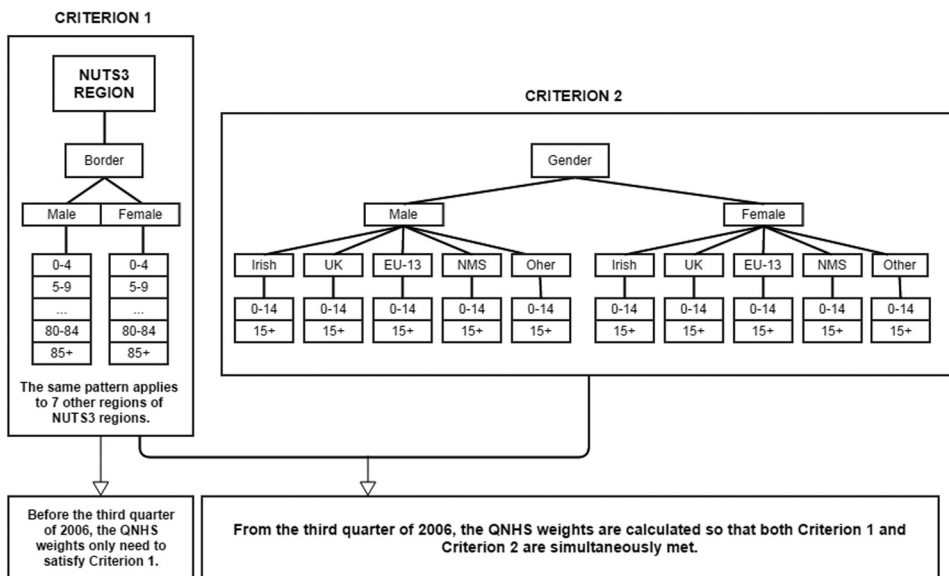 CRITERION 1
NUTS3
REGION
Border
Male Female
0-4 0-4
5-9 5-9
... ...
80-84 80-84
85+ 85+
The same pattern applies
to 7 other regions of
NUTS3 regions.
CRITERION 2
Gender
Male Female
Irish UK EU-13 NMS Oher Irish UK EU-13 NMS Other
0-14 0-14 0-14 0-14 0-14 0-14 0-14 0-14 0-14 0-14
15+ 15+ 15+ 15+ 15+ 15+ 15+ 15+ 15+ 15+
Before the third quarter
of 2006, the QNHS
weights only need to
satisfy Criterion 1.
From the third quarter of 2006, the QNHS weights are calculated so that both Criterion 1 and
Criterion 2 are simultaneously met.